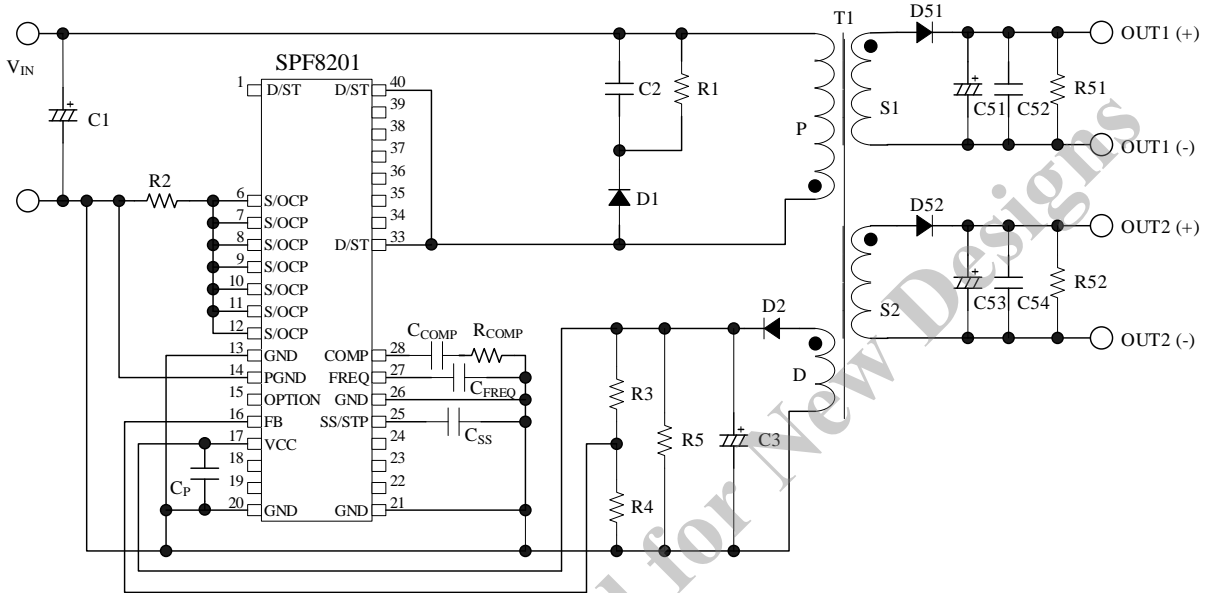 T1
D51
OUT1 (+)
VIN
SPF8201
1
D/ST
D/ST
40
C2
R1
C1
39
38
37
36
35
34
P
S1
C51
C52
R51
OUT1 (-)
R2
D1
6
S/OCP
7
S/OCP
8
S/OCP
D/ST
33
9
S/OCP
10
S/OCP
11
S/OCP
12
S/OCP
D52
OUT2 (+)
S2
C53
C54
R52
OUT2 (-)
CCOMP
RCOMP
D2
13
GND
COMP
28
14
PGND
FREQ
27
CFREQ
15
OPTION
GND
26
16
FB
SS/STP
25
CSS
17
VCC
24
18
23
19
22
20
GND
GND
21
CP
R3
R4
R5
C3
D
for New Designs